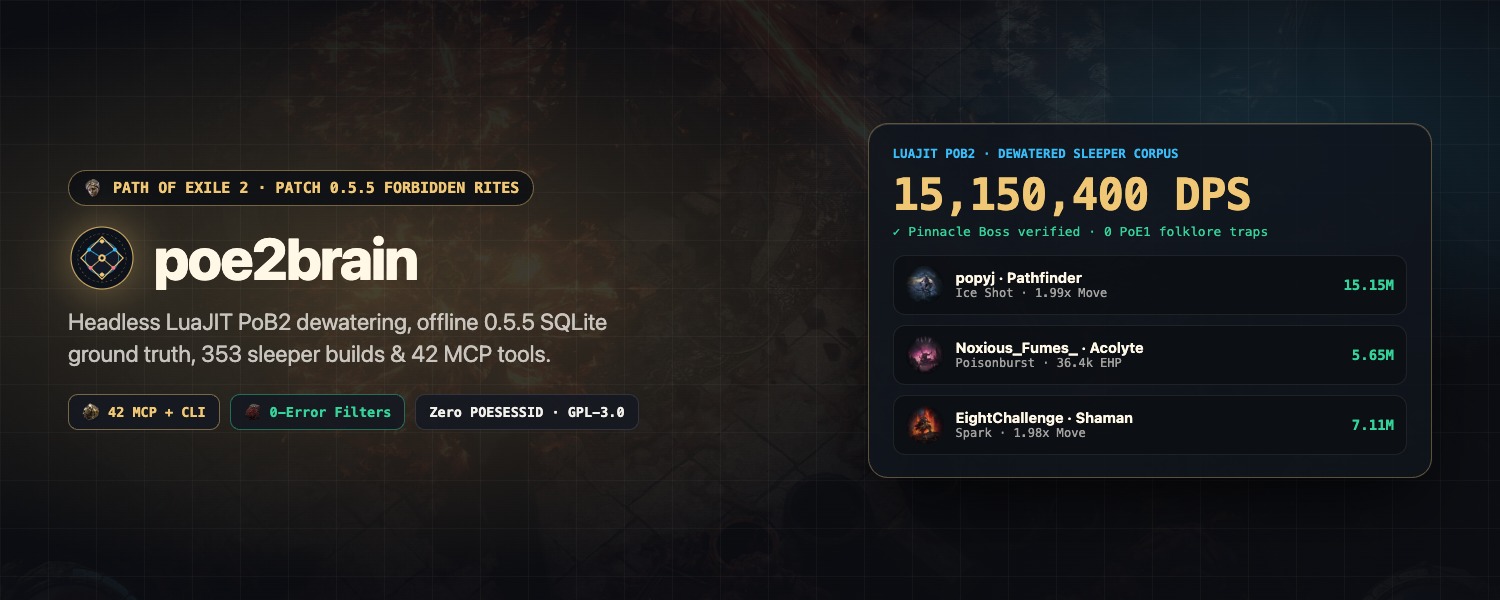 PATH OF EXILE 2 · PATCH 0.5.5 FORBIDDEN RITES
poe2brain
Headless LuaJIT PoB2 dewatering, offline 0.5.5 SQLite
ground truth, 353 sleeper builds & 42 MCP tools.
42 MCP + CLI
0-Error Filters
Zero POESESSID · GPL-3.0
LUAJIT POB2 · DEWATERED SLEEPER CORPUS
15,150,400 DPS
✓ Pinnacle Boss verified · 0 PoE1 folklore traps
popyj · Pathfinder
Ice Shot · 1.99x Move
15.15M
Noxious_Fumes_ · Acolyte
Poisonburst · 36.4k EHP
5.65M
EightChallenge · Shaman
Spark · 1.98x Move
7.11M